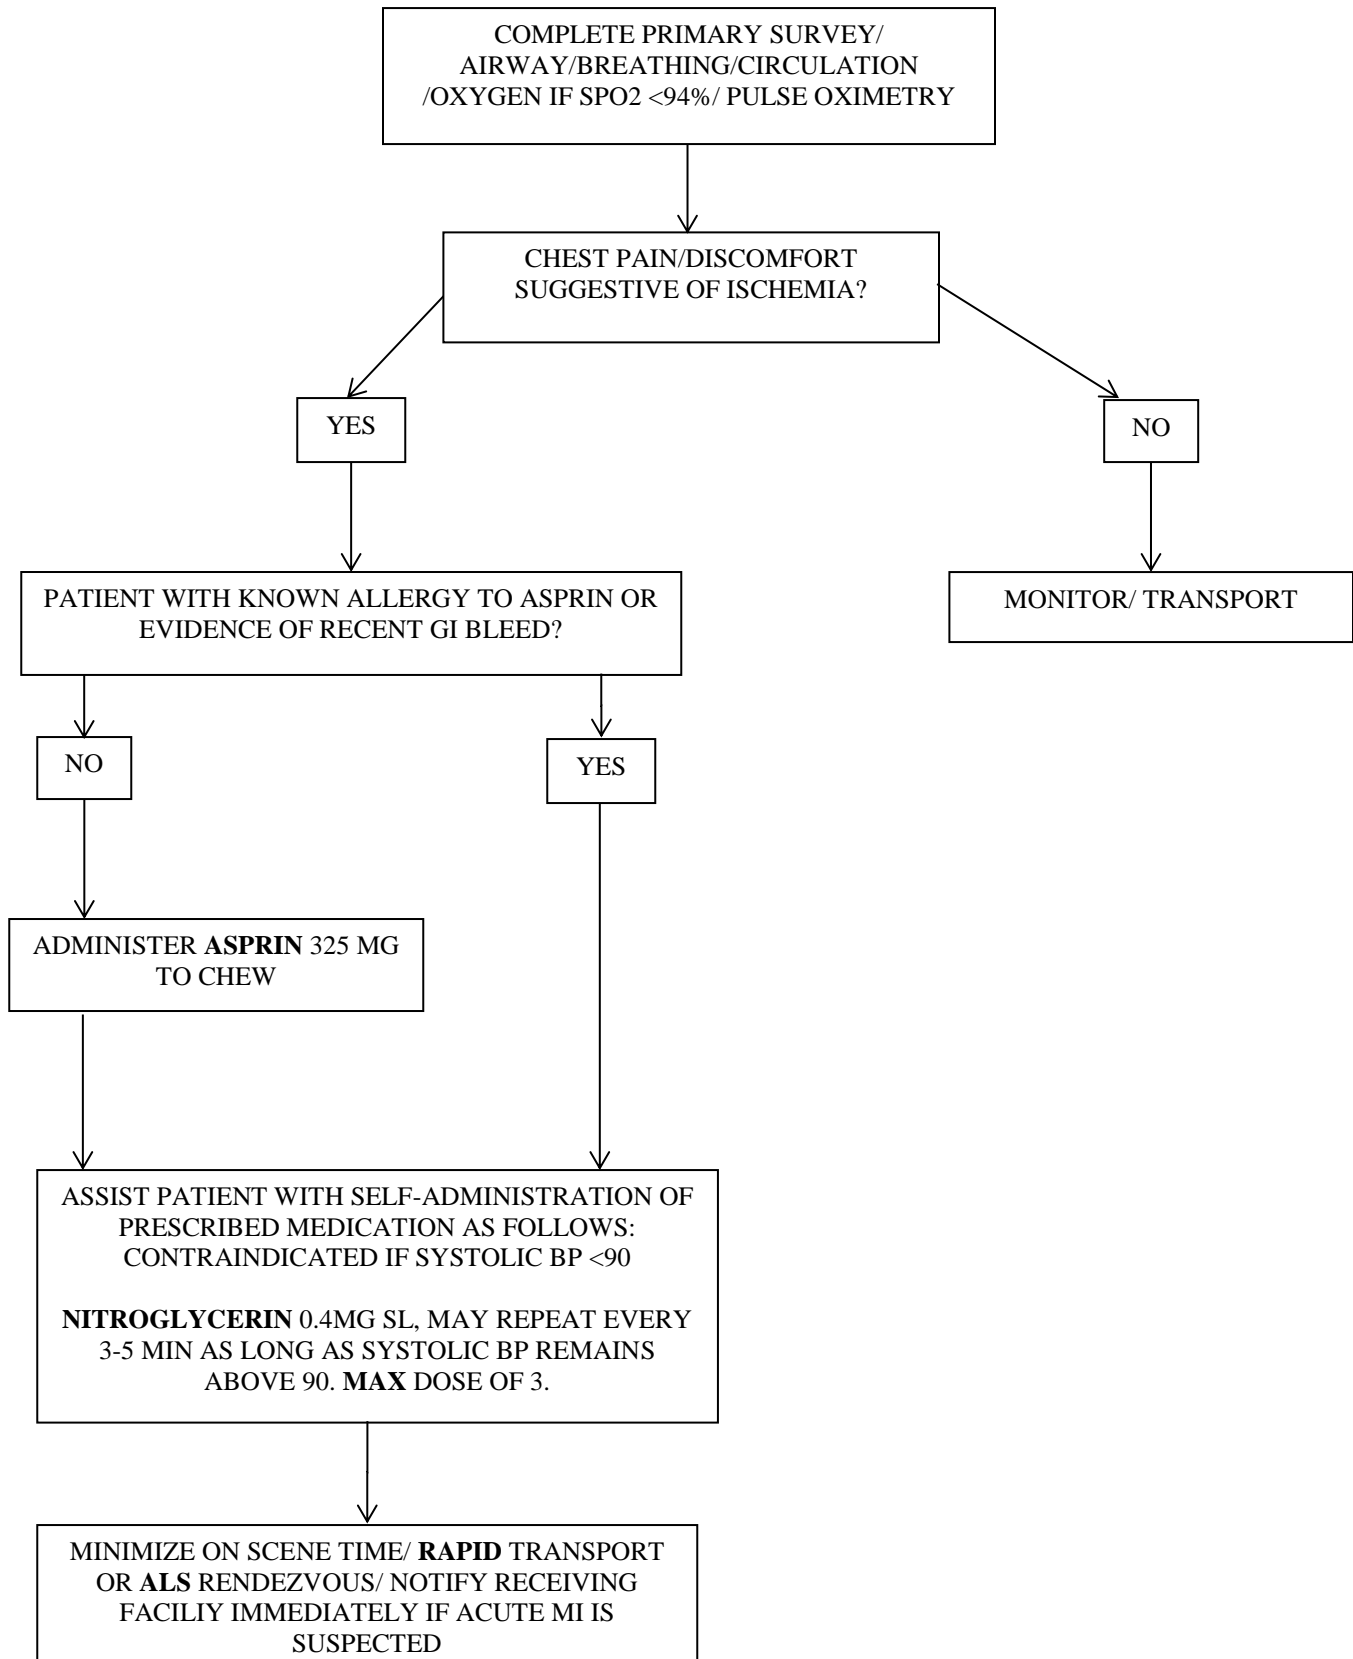 COMPLETE PRIMARY SURVEY/
AIRWAY/BREATHING/CIRCULATION
/OXYGEN IF SPO2 <94%/ PULSE OXIMETRY
CHEST PAIN/DISCOMFORT
SUGGESTIVE OF ISCHEMIA?
YES
NO
PATIENT WITH KNOWN ALLERGY TO ASPRIN OR
EVIDENCE OF RECENT GI BLEED?
MONITOR/ TRANSPORT
NO
YES
ADMINISTER ASPRIN 325 MG
TO CHEW
ASSIST PATIENT WITH SELF-ADMINISTRATION OF
PRESCRIBED MEDICATION AS FOLLOWS:
CONTRAINDICATED IF SYSTOLIC BP <90
NITROGLYCERIN 0.4MG SL, MAY REPEAT EVERY
3-5 MIN AS LONG AS SYSTOLIC BP REMAINS
ABOVE 90. MAX DOSE OF 3.
MINIMIZE ON SCENE TIME/ RAPID TRANSPORT
OR ALS RENDEZVOUS/ NOTIFY RECEIVING
FACILIY IMMEDIATELY IF ACUTE MI IS
SUSPECTED